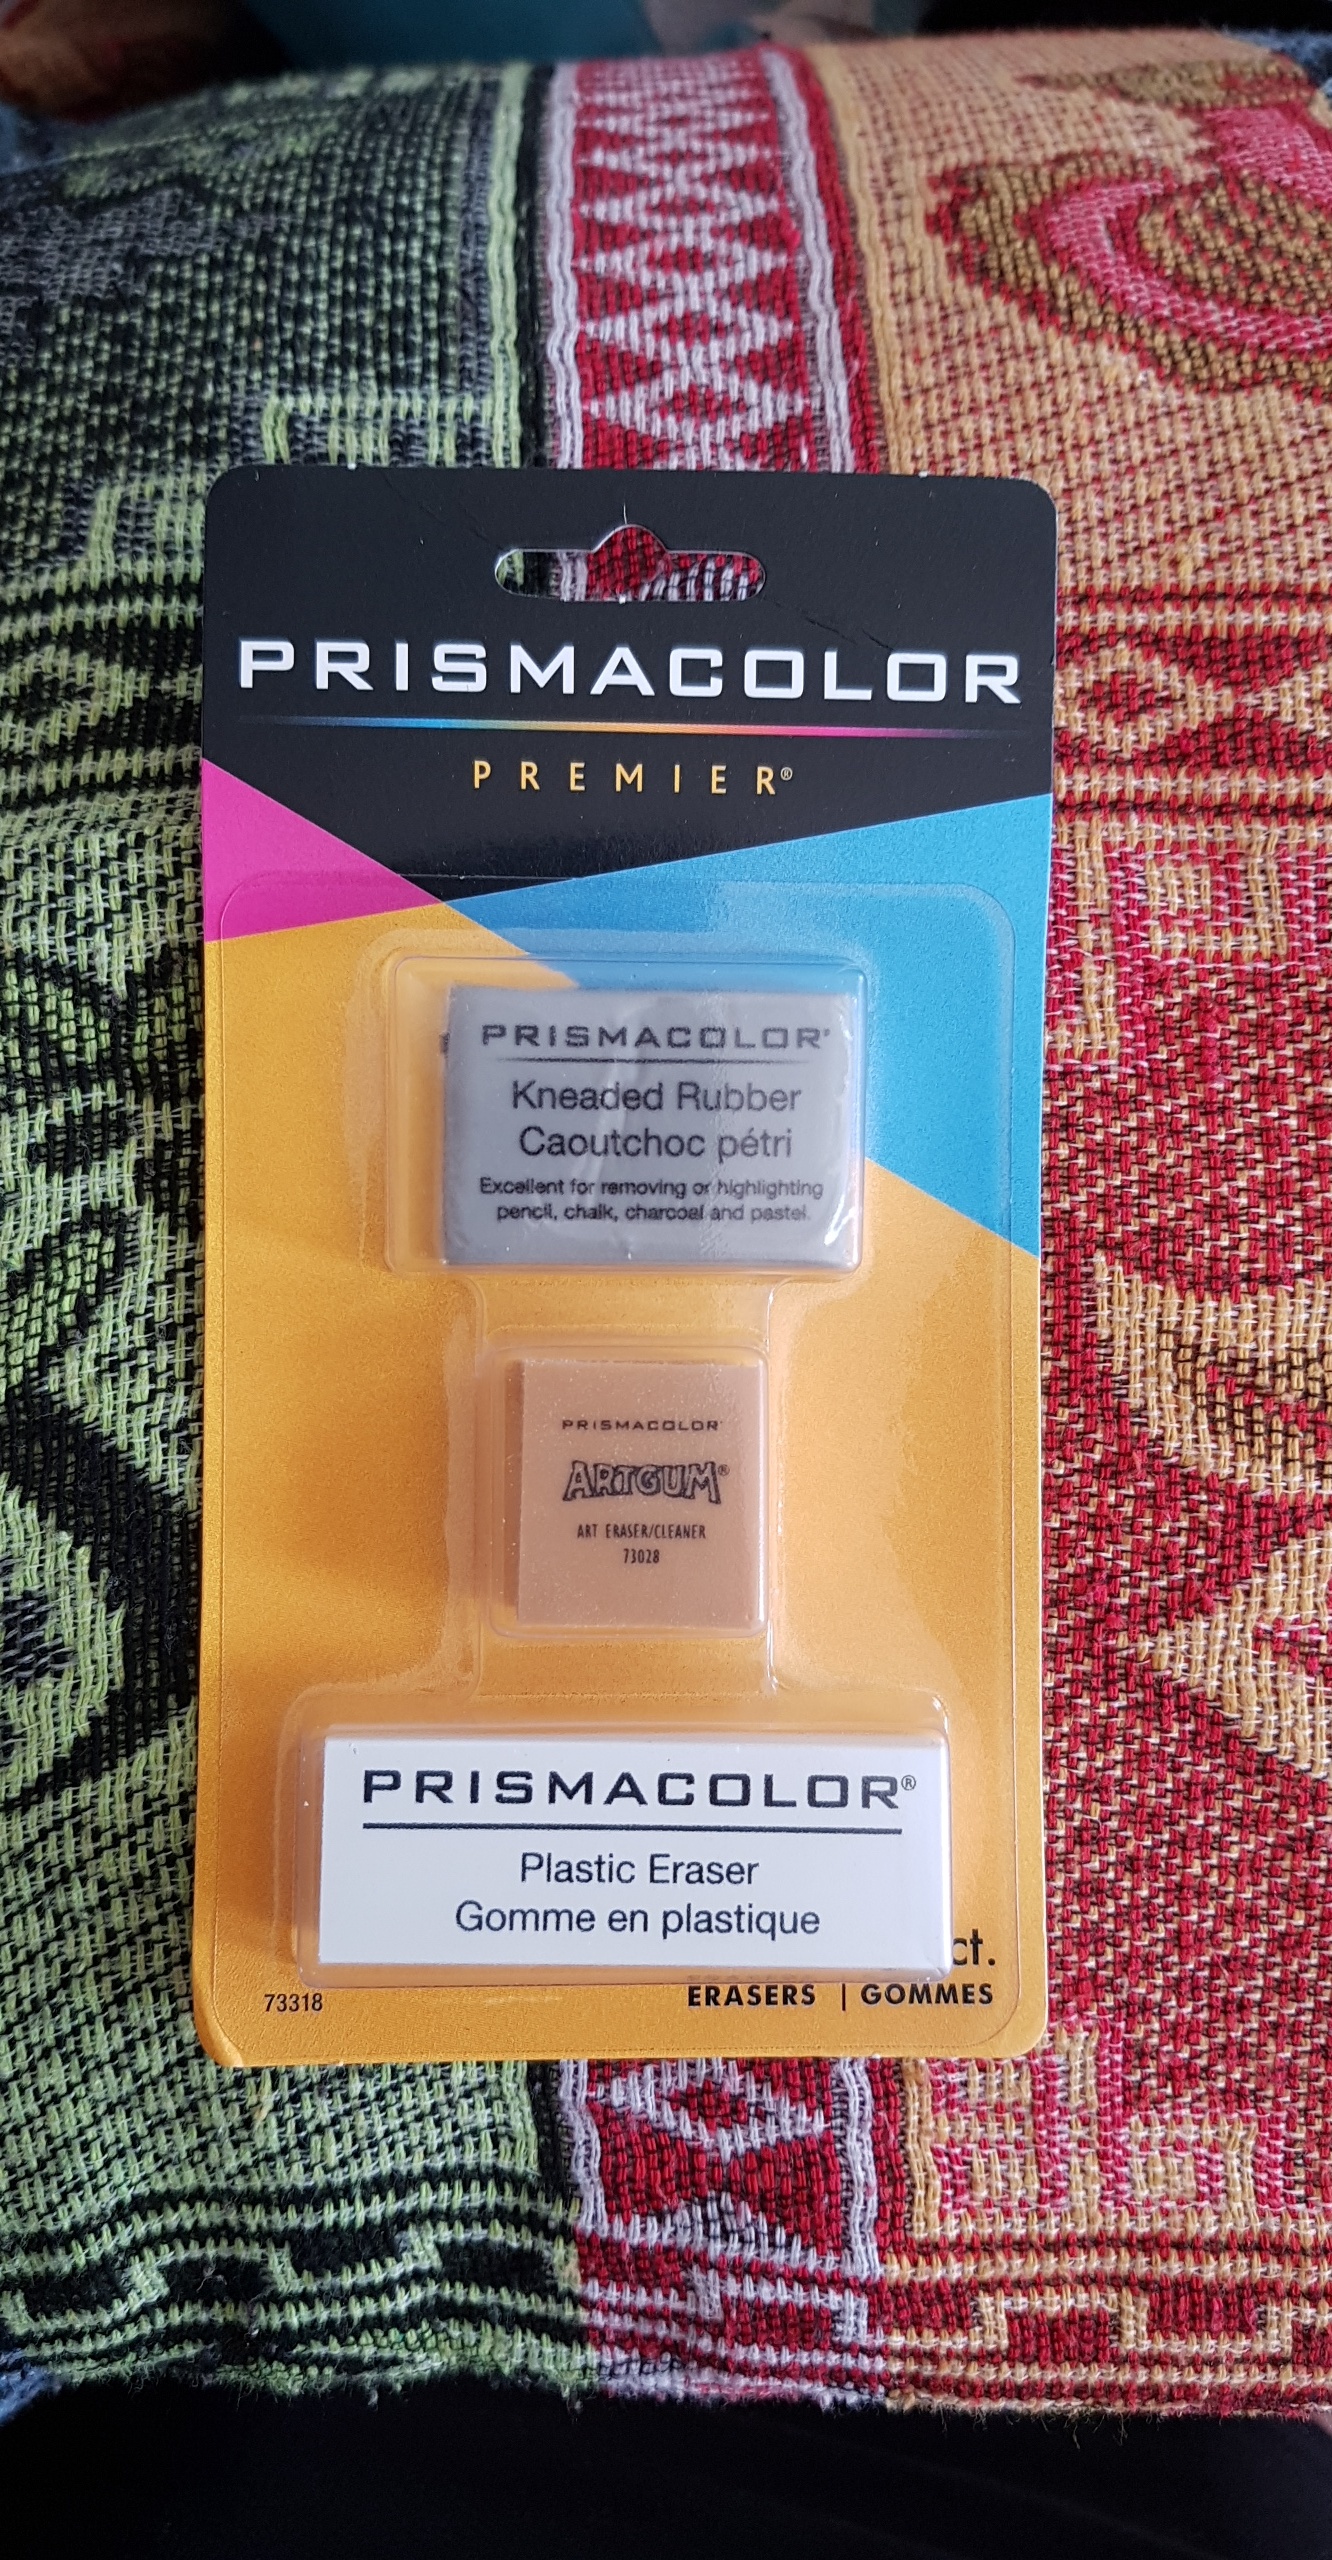 PRISMACOLOR
PREMIER®
PRISMACOLOR®
Kneaded Rubber
Caoutchoc pétri
Excellent for removing or highlighting
pencil, chalk, charcoal and pastel.
PRISMACOLOR
ARTGUM®
ART ERASER/CLEANER
73028
PRISMACOLOR®
Plastic Eraser
Gomme en plastique
ct.
73318
ERASERS | GOMMES